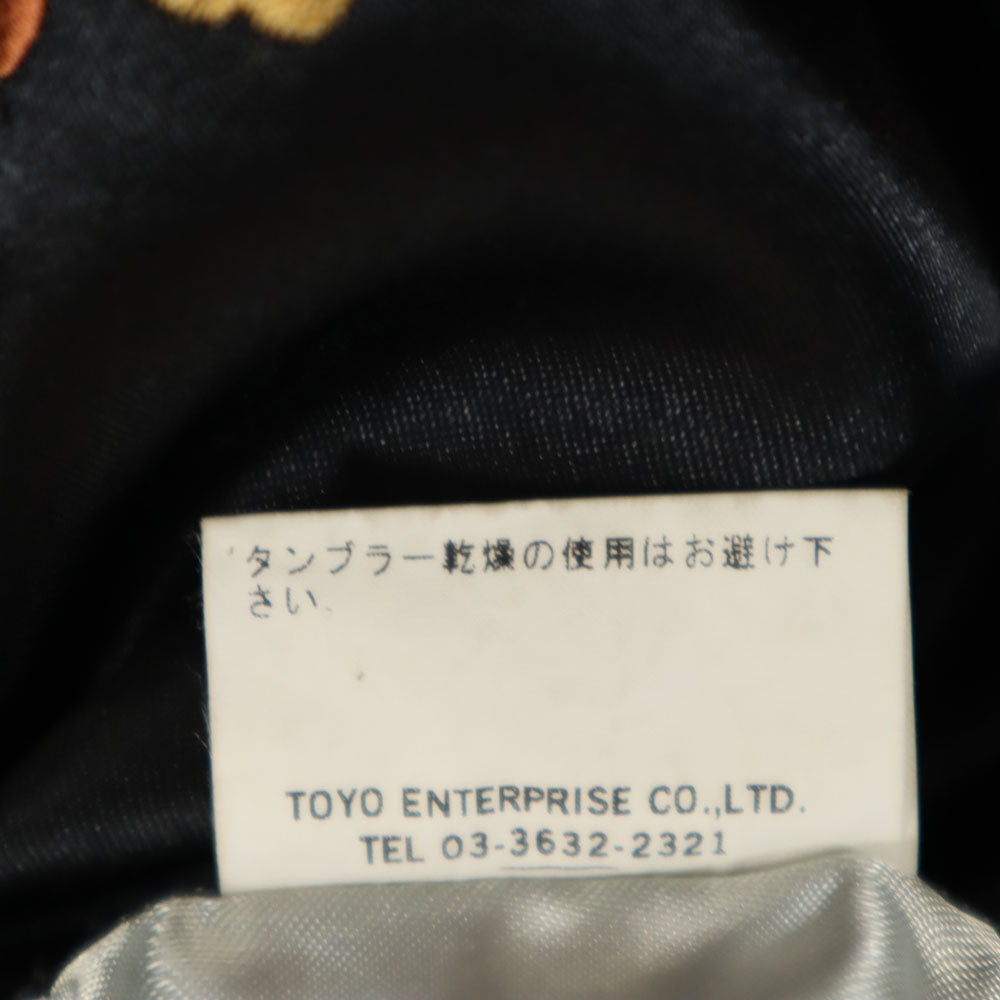 タンブラー乾燥の使用はお避け下
さい。
TOYO ENTERPRISE CO.,LTD.
TEL 03-3632-2321